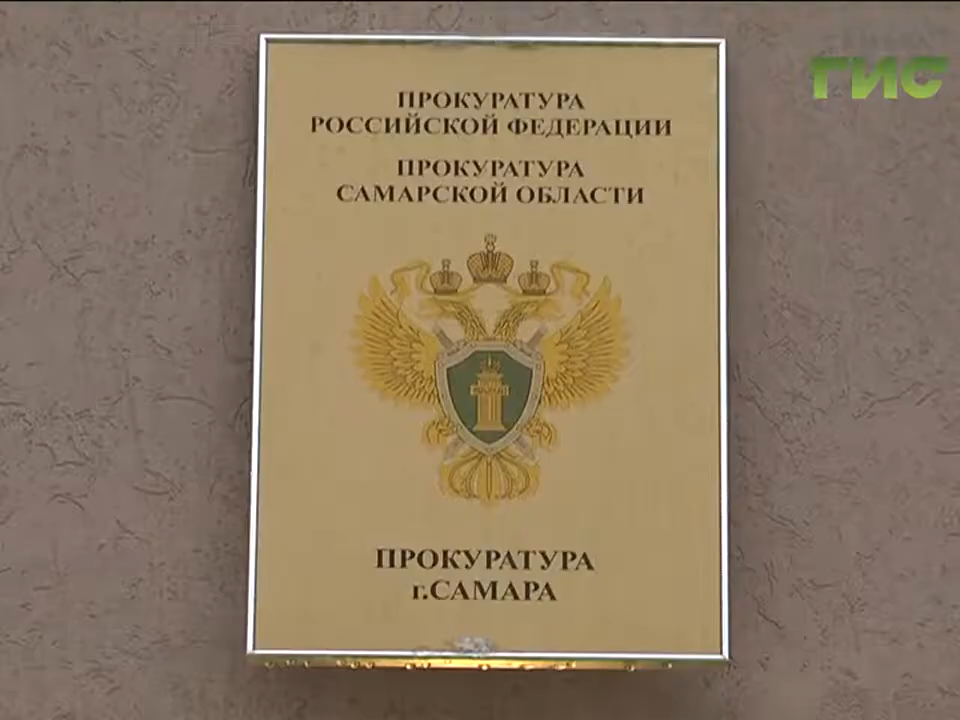 ГИС
ПРОКУРАТУРА
РОССИЙСКОЙ ФЕДЕРАЦИИ
ПРОКУРАТУРА
САМАРСКОЙ ОБЛАСТИ
ПРОКУРАТУРА
г.САМАРА